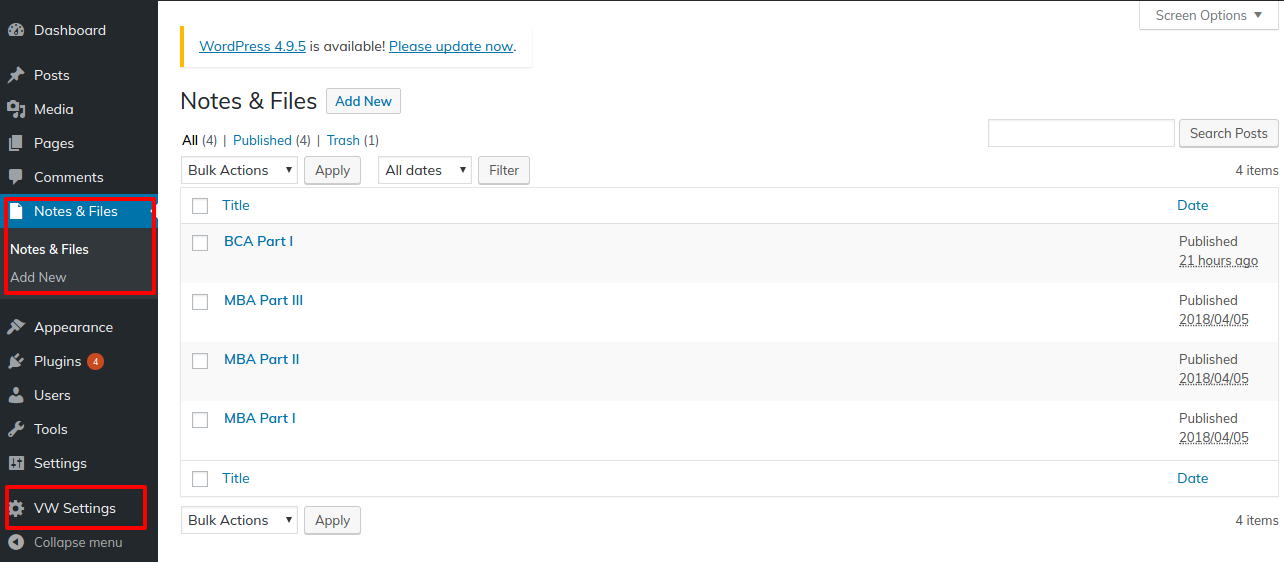 Dashboard
Posts
Media
Pages
Comments
Notes & Files
Notes & Files
Add New
Appearance
Plugins 4
Users
Tools
Settings
VW Settings
Collapse menu
Screen Options
WordPress 4.9.5 is available! Please update now.
Notes & Files Add New
All (4) | Published (4) | Trash (1)
Search Posts
Bulk Actions Apply All dates Filter 4 items
Title Date
BCA Part I Published
21 hours ago
MBA Part III Published
2018/04/05
MBA Part II Published
2018/04/05
MBA Part I Published
2018/04/05
Title Date
Bulk Actions Apply 4 items